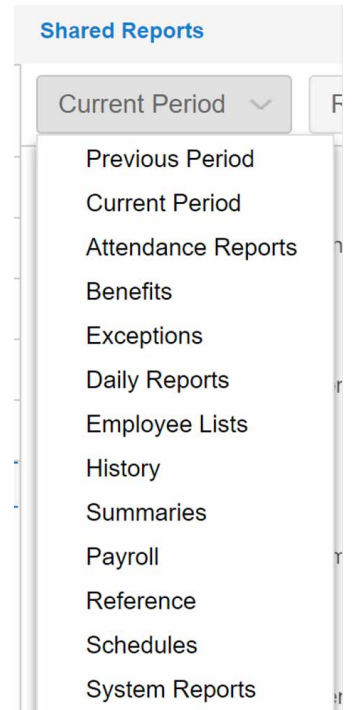 Shared Reports
Current Period
Previous Period
Current Period
Attendance Reports
Benefits
Exceptions
Daily Reports
Employee Lists
History
Summaries
Payroll
Reference
Schedules
System Reports